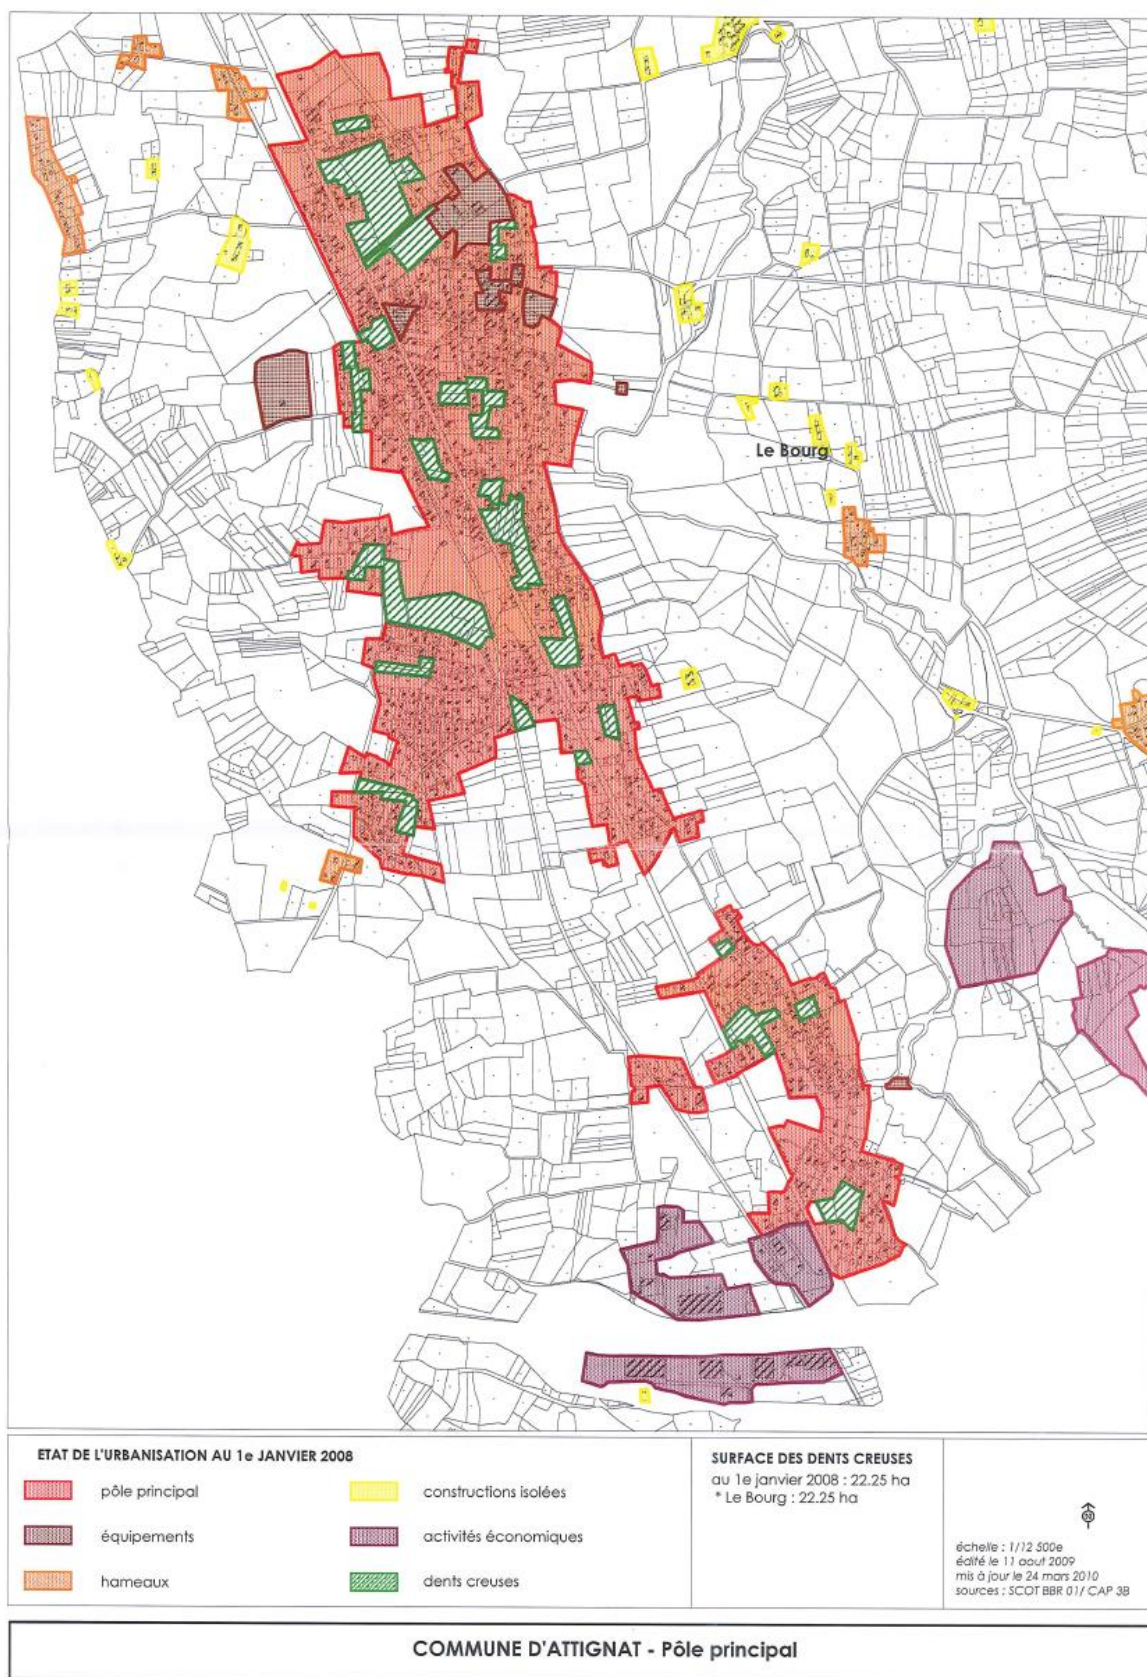 Le Bourg
ETAT DE L'URBANISATION AU 1e JANVIER 2008
pôle principal
équipements
hameaux
constructions isolées
activités économiques
dents creuses
SURFACE DES DENTS CREUSES
au 1e janvier 2008 : 22.25 ha
* Le Bourg : 22.25 ha
échelle : 1/12 500e
édité le 11 aout 2009
mis à jour le 24 mars 2010
sources : SCOT BBR 01/ CAP 3B
COMMUNE D'ATTIGNAT - Pôle principal